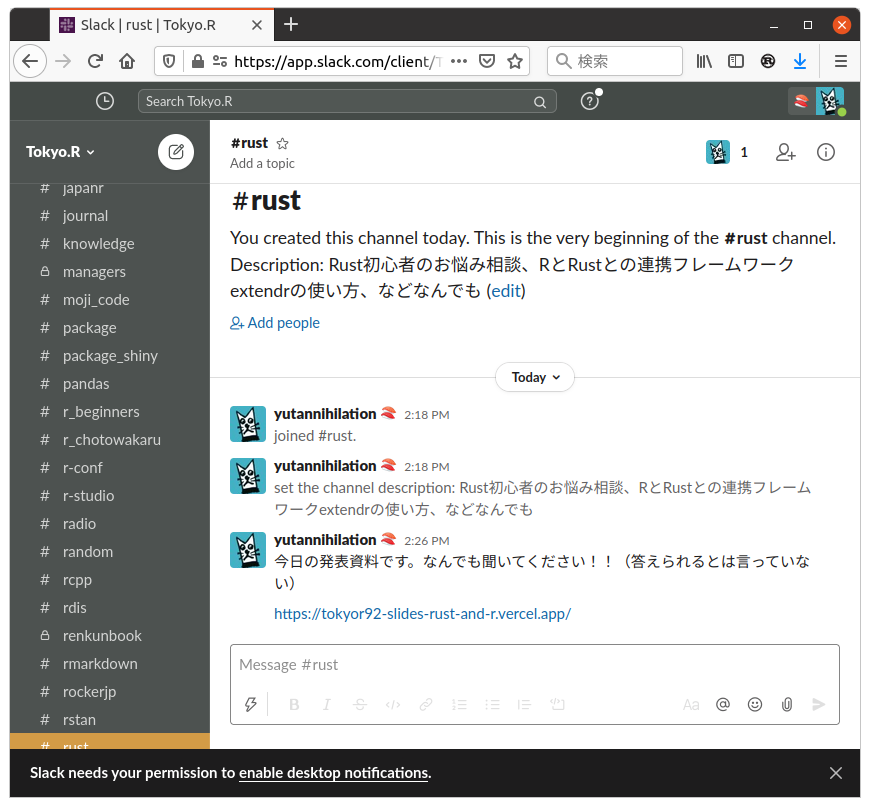 Slack | rust | Tokyo.R
https://app.slack.com/client/T
検索
Search Tokyo.R
Tokyo.R
japanr
# journal
# knowledge
managers
# moji_code
# package
# package_shiny
# pandas
# r_beginners
# r_chotowakaru
# r-conf
# r-studio
# radio
# random
# rcpp
# rdis
renkunbook
# rmarkdown
# rockerjp
# rstan
# rust
#rust
Add a topic
1
#rust
You created this channel today. This is the very beginning of the #rust channel.
Description: Rust初心者のお悩み相談、RとRustとの連携フレームワーク
extendrの使い方、などなんでも (edit)
Add people
Today
yutannihilation 2:18 PM
joined #rust.
yutannihilation 2:18 PM
set the channel description: Rust初心者のお悩み相談、RとRustとの連携フレーム
ワークextendrの使い方、などなんでも
yutannihilation 2:26 PM
今日の発表資料です。なんでも聞いてください！！（答えられるとは言っていな
い）
https://tokyor92-slides-rust-and-r.vercel.app/
Message #rust
B I S </> Aa @
Slack needs your permission to enable desktop notifications.